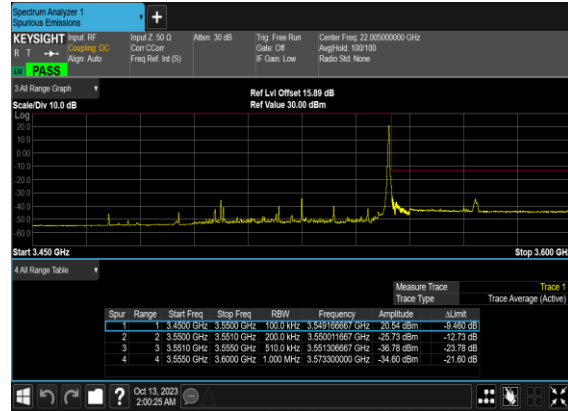 Spectrum Analyzer 1
Spurious Emissions
KEYSIGHT Input: RF Input Z: 50 Ω Atten: 30 dB Trig: Free Run Center Freq: 22.005000000 GHz
R T Coupling: DC Corr CCorr Gate: Off Avg|Hold: 100/100
Align: Auto Freq Ref: Int (S) IF Gain: Low Radio Std: None
PASS
3 All Range Graph
Ref Lvl Offset 15.89 dB
Scale/Div 10.0 dB Ref Value 30.00 dBm
Log
20.0
10.0
0.00
-10.0
-20.0
-30.0
-40.0
-50.0
-60.0
Start 3.450 GHz Stop 3.600 GHz
4 All Range Table
Measure Trace Trace 1
Trace Type Trace Average (Active)
Spur Range Start Freq Stop Freq RBW Frequency Amplitude ΔLimit
1 1 3.4500 GHz 3.5500 GHz 100.0 kHz 3.549166667 GHz 20.54 dBm -9.460 dB
2 2 3.5500 GHz 3.5510 GHz 200.0 kHz 3.550011667 GHz -25.73 dBm -12.73 dB
3 3 3.5510 GHz 3.5550 GHz 510.0 kHz 3.551306667 GHz -36.78 dBm -23.78 dB
4 4 3.5550 GHz 3.6000 GHz 1.000 MHz 3.573300000 GHz -34.60 dBm -21.60 dB
Oct 13, 2023
2:00:25 AM